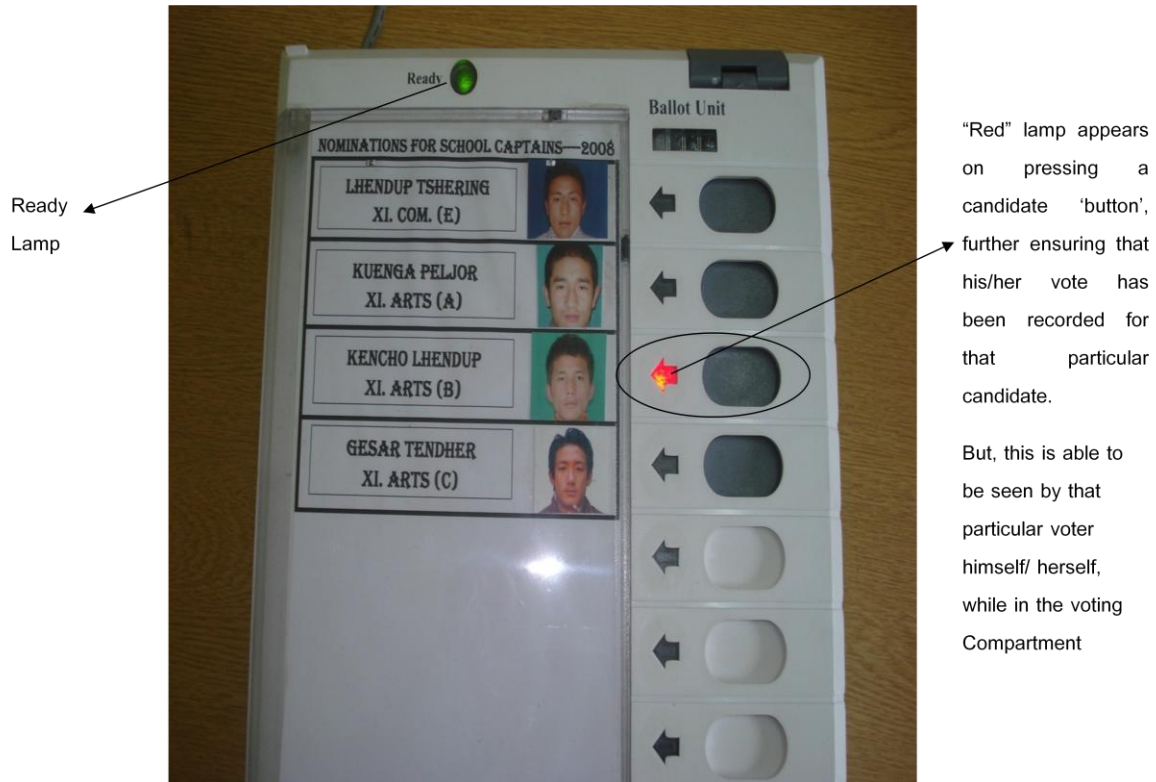 Ready
Ballot Unit
NOMINATIONS FOR SCHOOL CAPTAINS—2008
LHENDUP TSHERING
XI. COM. (E)
KUENGA PELJOR
XI. ARTS (A)
KENCHO LHENDUP
XI. ARTS (B)
GESAR TENDHER
XI. ARTS (C)
Ready
Lamp
“Red” lamp appears
on pressing a
candidate ‘button’,
further ensuring that
his/her vote has
been recorded for
that particular
candidate.
But, this is able to
be seen by that
particular voter
himself/ herself,
while in the voting
Compartment